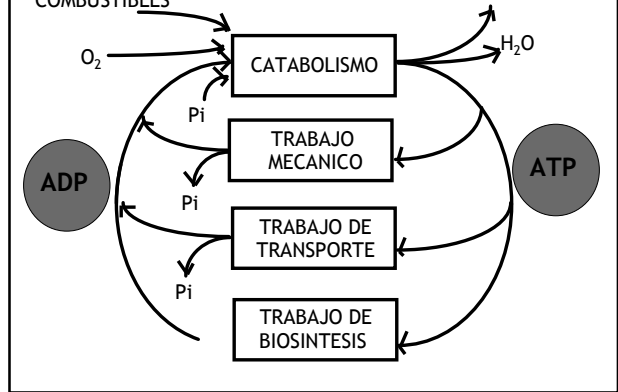 COMBUSTIBLES
O2
H2O
CATABOLISMO
Pi
TRABAJO
MECANICO
ADP
ATP
Pi
TRABAJO DE
TRANSPORTE
Pi
TRABAJO DE
BIOSINTESIS